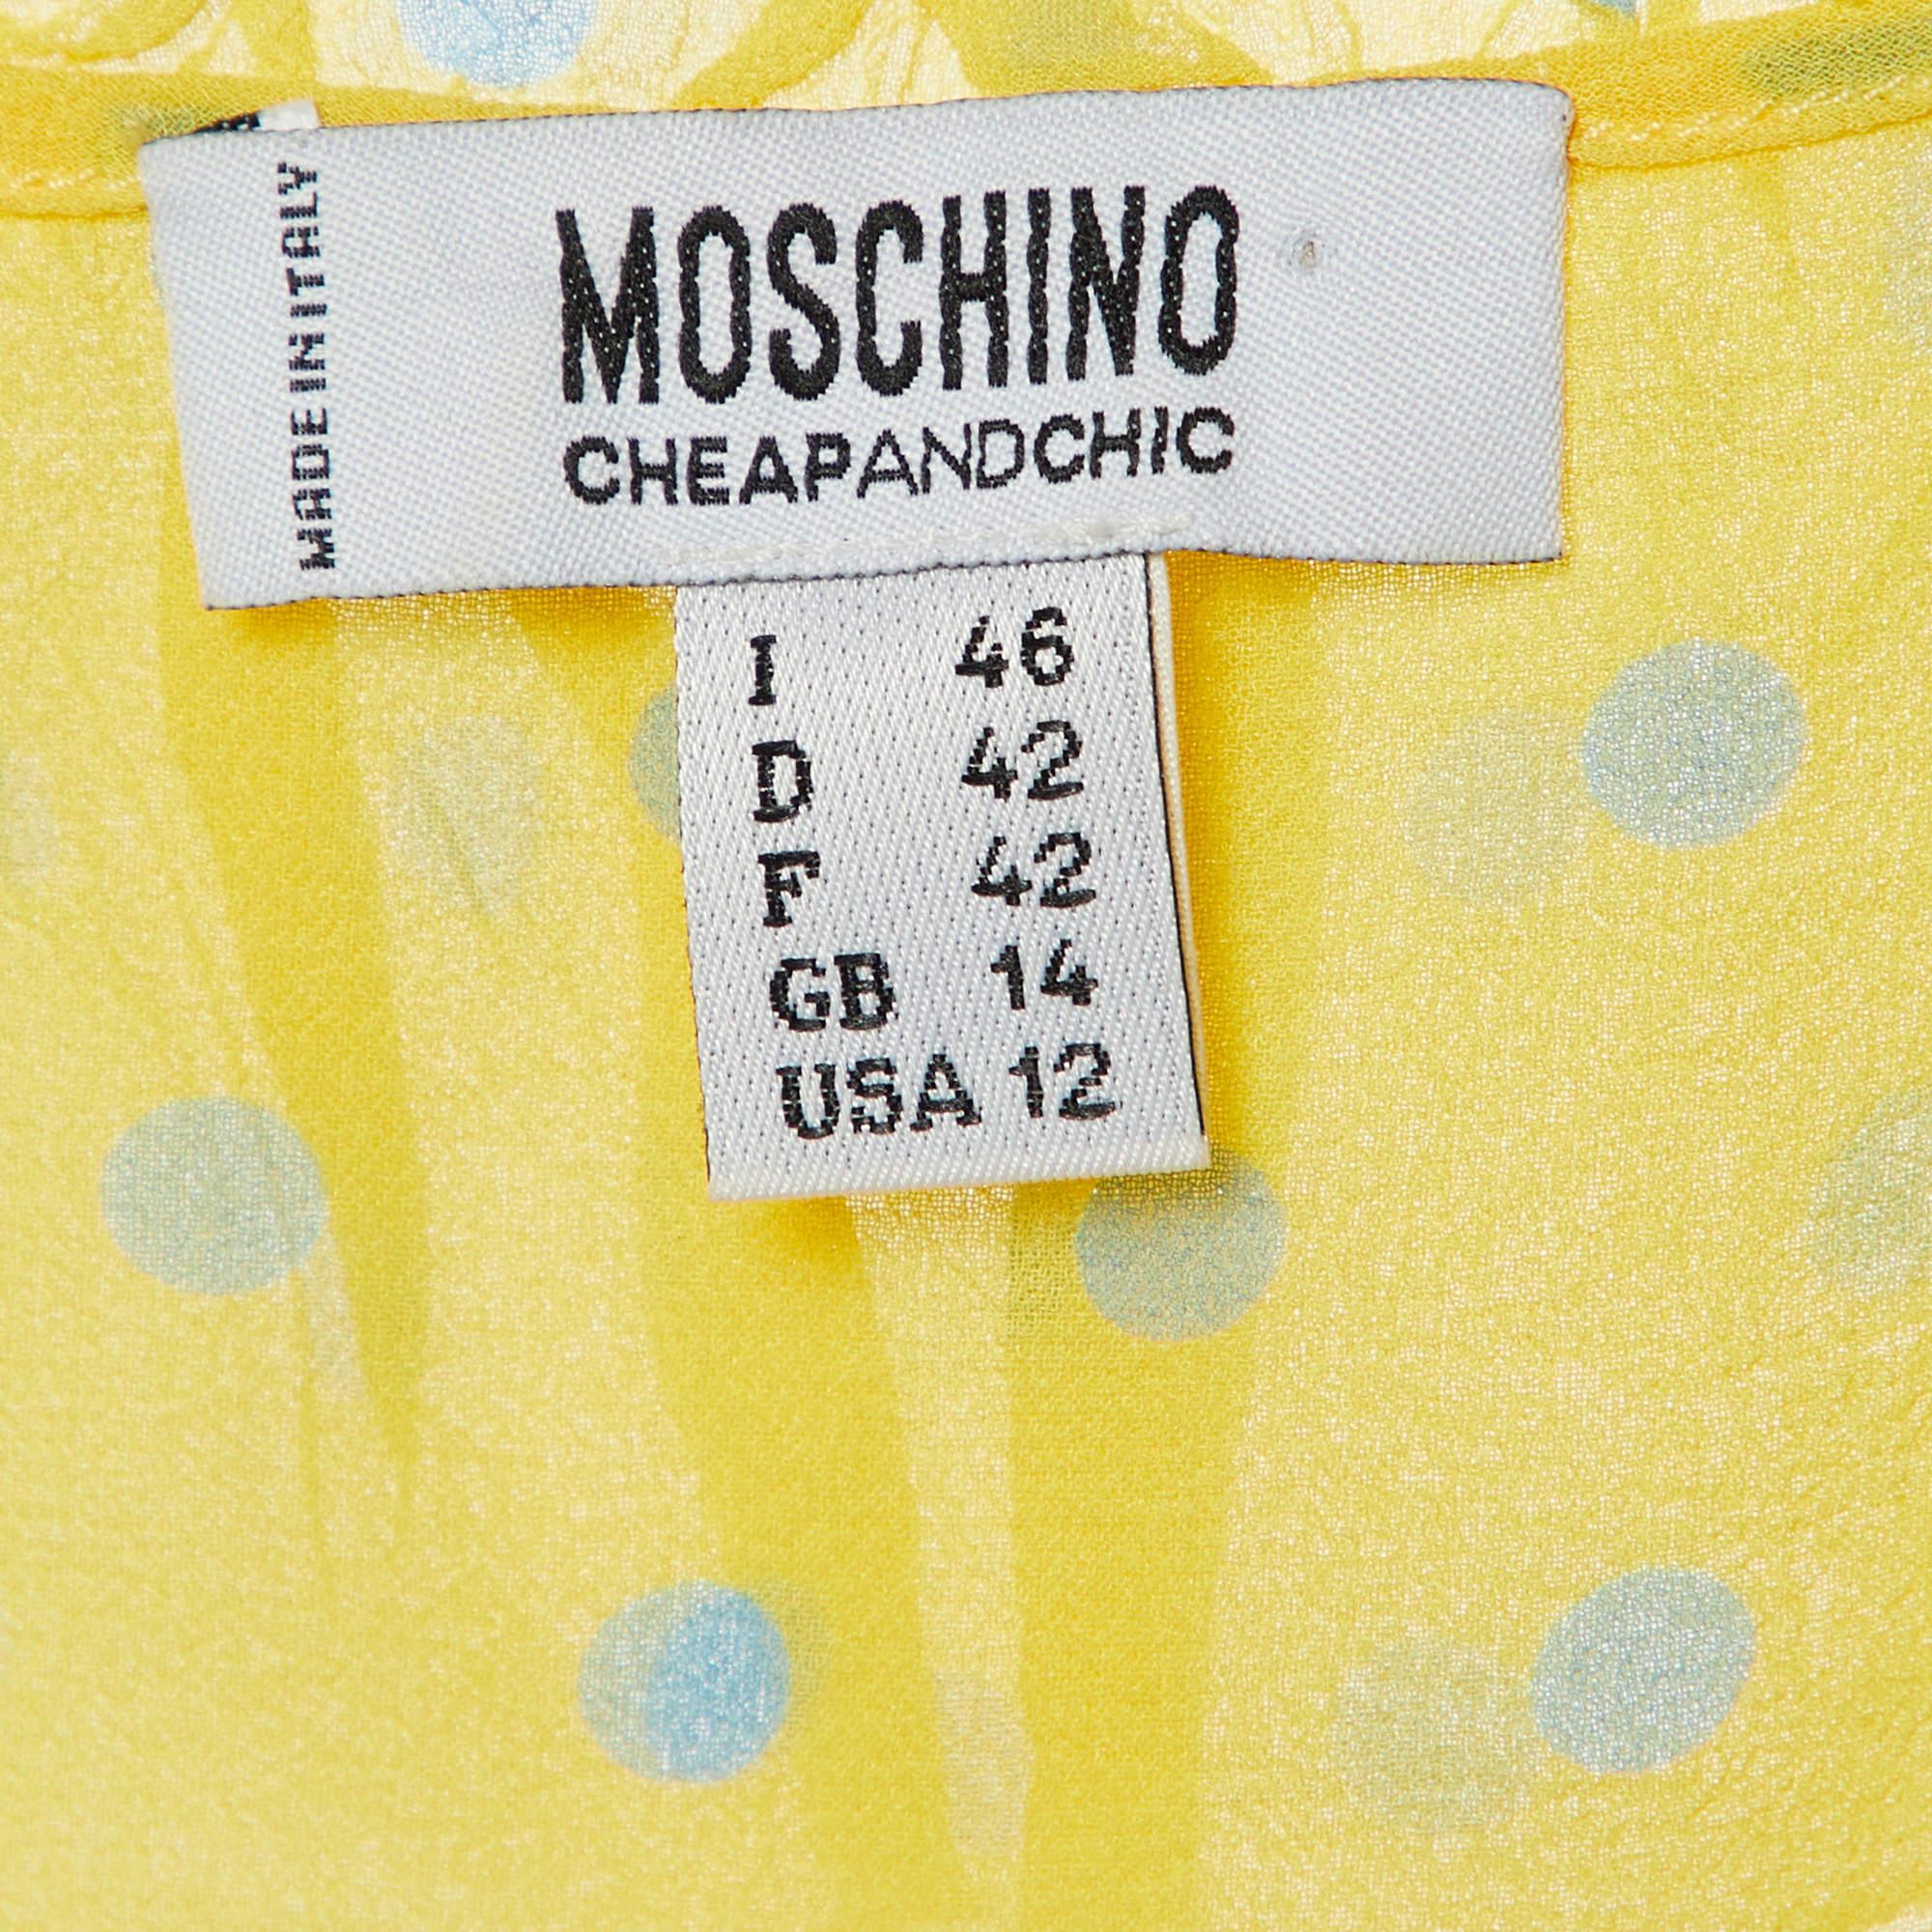 MADE IN ITALY
MOSCHINO
CHEAPANDCHIC
I 46
D 42
F 42
GB 14
USA 12